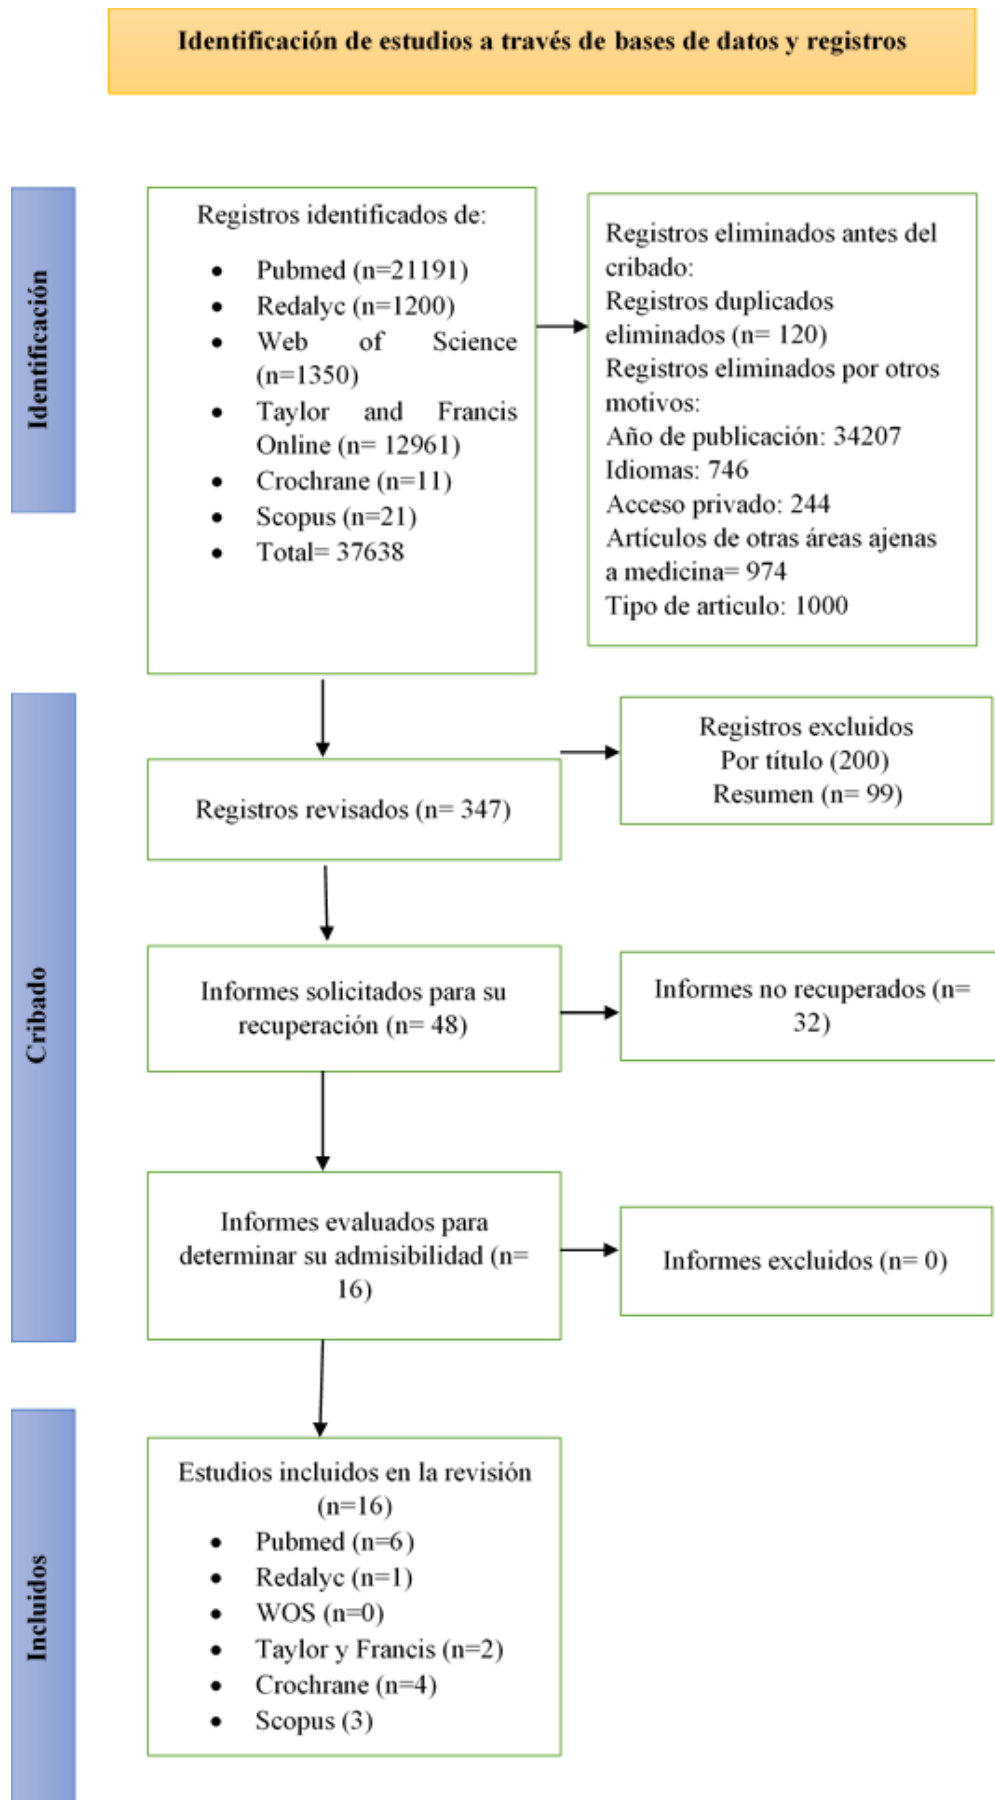 Identificación de estudios a través de bases de datos y registros
Identificación
Registros identificados de:
• Pubmed (n=21191)
• Redalyc (n=1200)
• Web of Science
(n=1350)
• Taylor and Francis
Online (n= 12961)
• Crochrane (n=11)
• Scopus (n=21)
• Total= 37638
Registros eliminados antes del
cribado:
Registros duplicados
eliminados (n= 120)
Registros eliminados por otros
motivos:
Año de publicación: 34207
Idiomas: 746
Acceso privado: 244
Artículos de otras áreas ajenas
a medicina= 974
Tipo de articulo: 1000
Cribado
Registros revisados (n= 347)
Registros excluidos
Por título (200)
Resumen (n= 99)
Informes solicitados para su
recuperación (n= 48)
Informes no recuperados (n=
32)
Informes evaluados para
determinar su admisibilidad (n=
16)
Informes excluidos (n= 0)
Incluidos
Estudios incluidos en la revisión
(n=16)
• Pubmed (n=6)
• Redalyc (n=1)
• WOS (n=0)
• Taylor y Francis (n=2)
• Crochrane (n=4)
• Scopus (3)